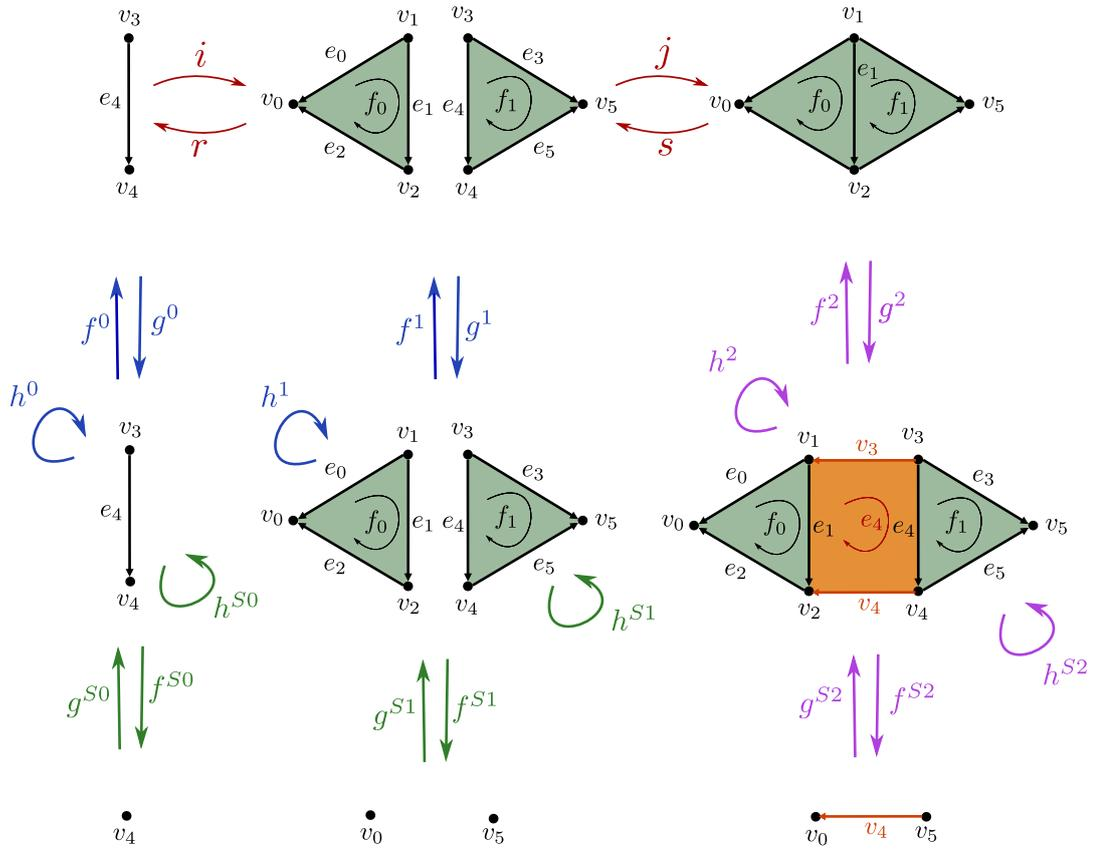 v₃ v₁ v₃ v₁
i e₀ e₃ j
e₄ v₀ f₀ e₁ e₄ f₁ v₅ v₀ f₀ e₁ f₁ v₅
r e₂ e₅ s
v₄ v₂ v₄ v₂
f⁰ g⁰ f¹ g¹ f² g²
h⁰ h¹ h²
v₃ v₁ v₃ v₁ v₃ v₃
e₀ e₃ e₀ e₃
e₄ v₀ f₀ e₁ e₄ f₁ v₅ v₀ f₀ e₁ e₄ e₄ f₁ v₅
e₂ e₅ e₂ e₅
v₄ v₂ v₄ v₂ v₄ v₄
hˢ⁰ hˢ¹ hˢ²
gˢ⁰ fˢ⁰ gˢ¹ fˢ¹ gˢ² fˢ²
v₄ v₀ v₅ v₀ v₄ v₅